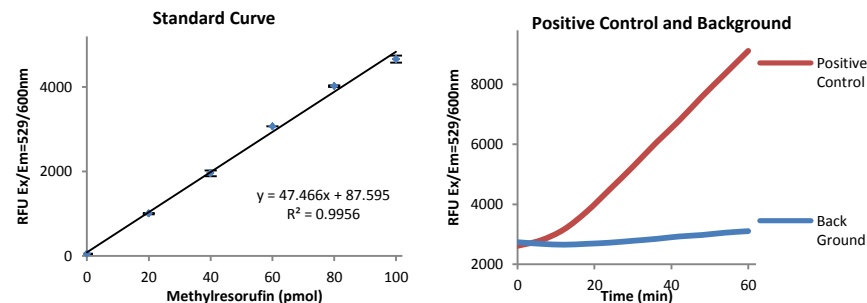 Standard Curve
RFU Ex/Em=529/600nm
4000
2000
0
0 20 40 60 80 100
Methylresorufin (pmol)
y = 47.466x + 87.595
R² = 0.9956
Positive Control and Background
RFU Ex/Em=529/600nm
8000
6000
4000
2000
0 20 40 60
Time (min)
Positive
Control
Back
Ground